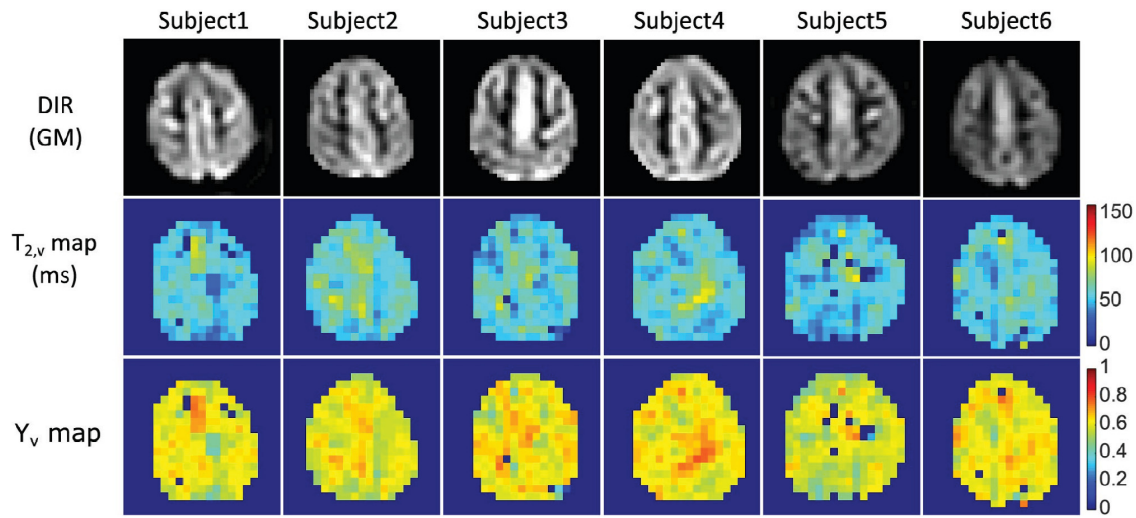 Subject1 Subject2 Subject3 Subject4 Subject5 Subject6
DIR
(GM)
T2,v map
(ms)
150
100
50
0
Yv map
1
0.8
0.6
0.4
0.2
0